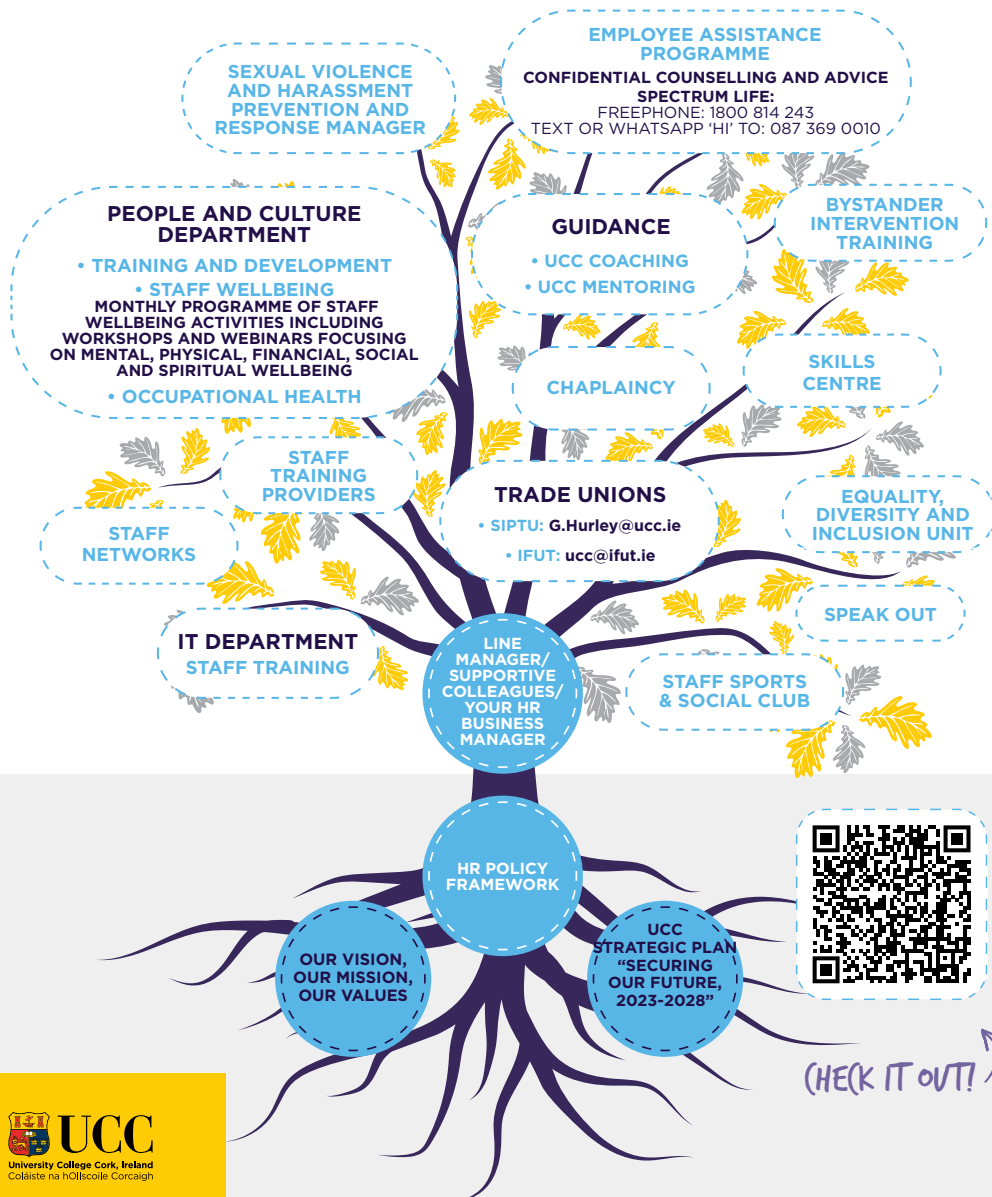 EMPLOYEE ASSISTANCE
PROGRAMME
CONFIDENTIAL COUNSELLING AND ADVICE
SPECTRUM LIFE:
FREEPHONE: 1800 814 243
TEXT OR WHATSAPP ‘HI’ TO: 087 369 0010
SEXUAL VIOLENCE
AND HARASSMENT
PREVENTION AND
RESPONSE MANAGER
PEOPLE AND CULTURE
DEPARTMENT
• TRAINING AND DEVELOPMENT
• STAFF WELLBEING
MONTHLY PROGRAMME OF STAFF
WELLBEING ACTIVITIES INCLUDING
WORKSHOPS AND WEBINARS FOCUSING
ON MENTAL, PHYSICAL, FINANCIAL, SOCIAL
AND SPIRITUAL WELLBEING
• OCCUPATIONAL HEALTH
GUIDANCE
• UCC COACHING
• UCC MENTORING
BYSTANDER
INTERVENTION
TRAINING
CHAPLAINCY
SKILLS
CENTRE
STAFF
TRAINING
PROVIDERS
TRADE UNIONS
• SIPTU: G.Hurley@ucc.ie
• IFUT: ucc@ifut.ie
EQUALITY,
DIVERSITY AND
INCLUSION UNIT
STAFF
NETWORKS
SPEAK OUT
IT DEPARTMENT
STAFF TRAINING
LINE
MANAGER/
SUPPORTIVE
COLLEAGUES/
YOUR HR
BUSINESS
MANAGER
STAFF SPORTS
& SOCIAL CLUB
HR POLICY
FRAMEWORK
OUR VISION,
OUR MISSION,
OUR VALUES
UCC
STRATEGIC PLAN
“SECURING
OUR FUTURE,
2023-2028”
CHECK IT OUT!
UCC
University College Cork, Ireland
Coláiste na hOllscoile Corcaigh